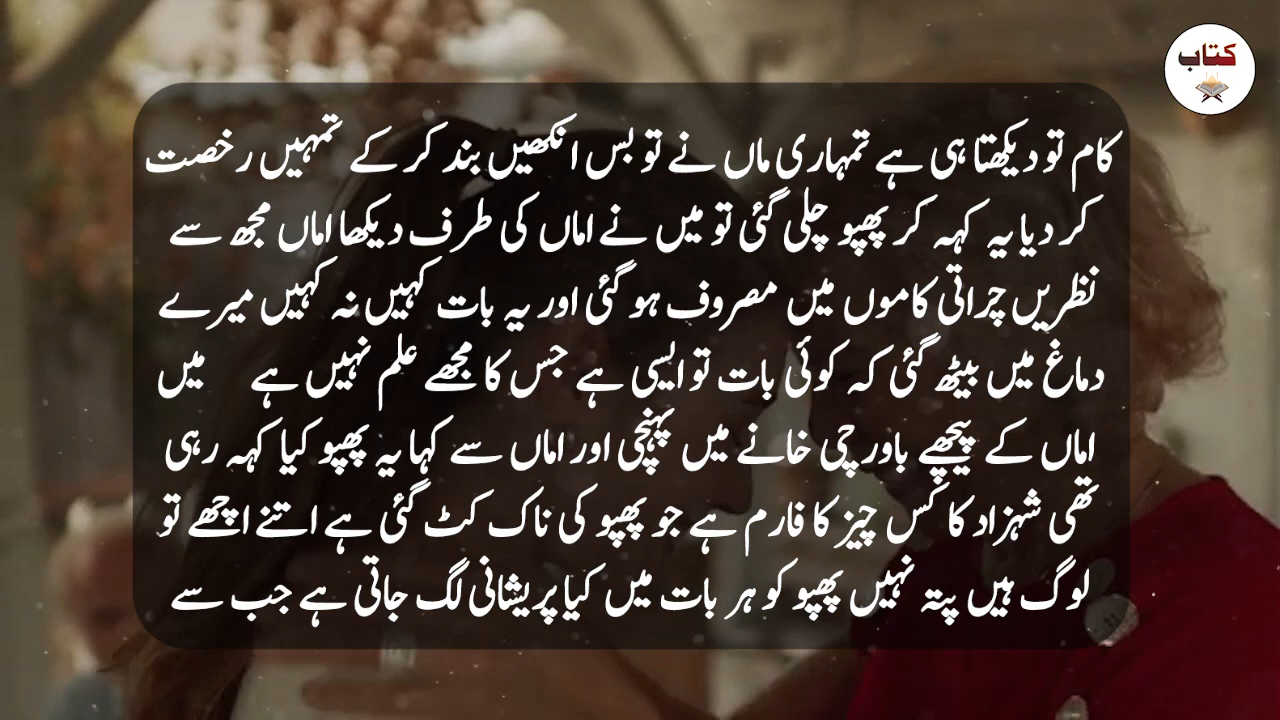 کتاب
کام تو دیکھتا ہی ہے تمہاری ماں نے تو بس انکھیں بند کر کے تمہیں رخصت
کر دیا یہ کہہ کر پھپو چلی گئی تو میں نے اماں کی طرف دیکھا اماں مجھ سے
نظریں چراتی کاموں میں مصروف ہو گئی اور یہ بات کہیں نہ کہیں میرے
دماغ میں بیٹھ گئی کہ کوئی بات تو ایسی ہے جس کا مجھے علم نہیں ہے میں
اماں کے پیچھے باورچی خانے میں پہنچی اور اماں سے کہا یہ پھپو کیا کہہ رہی
تھی شہزاد کا کس چیز کا فارم ہے جو پھپو کی ناک کٹ گئی ہے اتنے اچھے تو
لوگ ہیں پتہ نہیں پھپو کو ہر بات میں کیا پریشانی لگ جاتی ہے جب سے